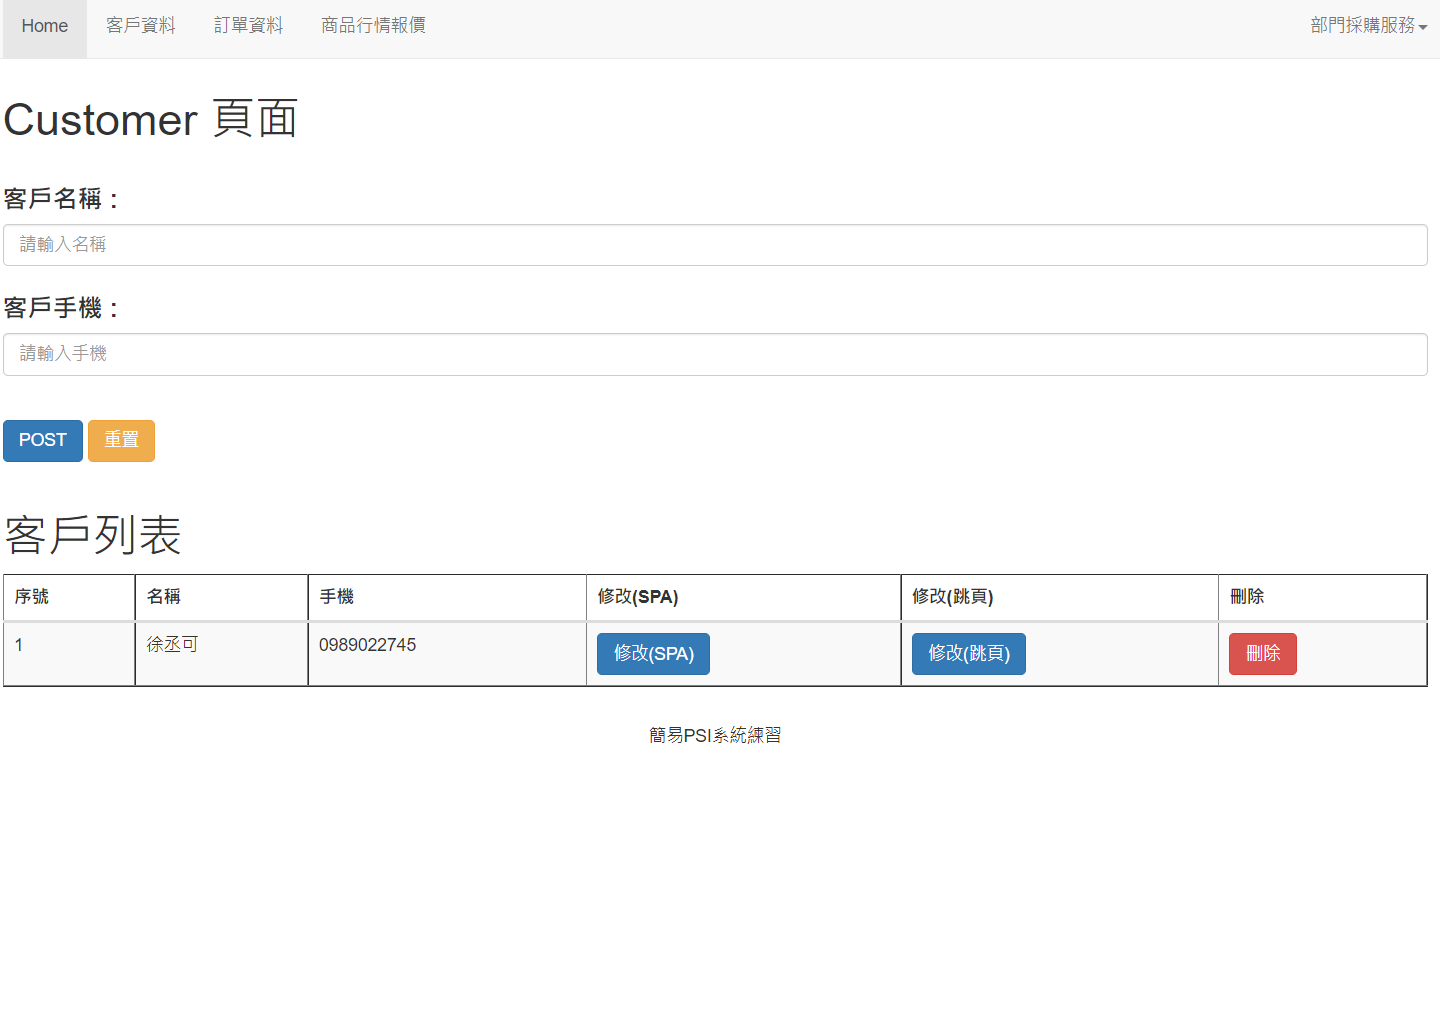 Home 客戶資料 訂單資料 商品行情報價 部門採購服務
Customer 頁面
客戶名稱：
請輸入名稱
客戶手機：
請輸入手機
POST 重置
客戶列表
序號 名稱 手機 修改(SPA) 修改(跳頁) 刪除
1 徐丞可 0989022745 修改(SPA) 修改(跳頁) 刪除
簡易PSI系統練習